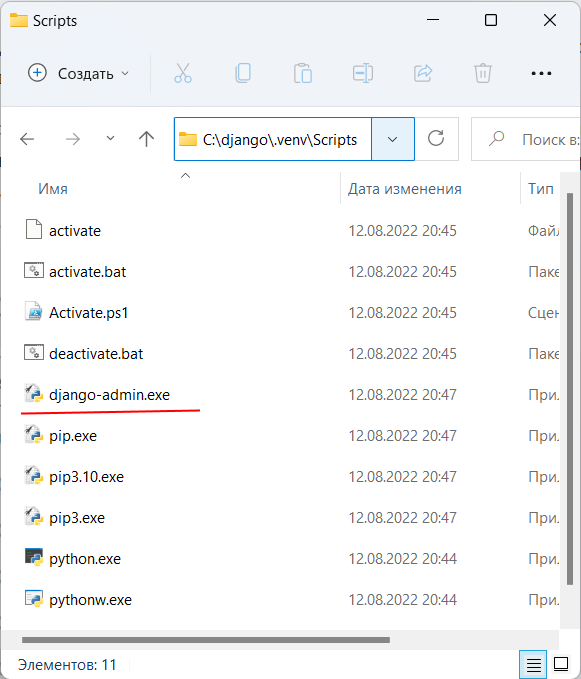 Scripts
Создать
C:\django\.venv\Scripts
Поиск в:
Имя Дата изменения Тип
activate 12.08.2022 20:45 Файл
activate.bat 12.08.2022 20:45 Паке
Activate.ps1 12.08.2022 20:45 Сцен
deactivate.bat 12.08.2022 20:45 Паке
django-admin.exe 12.08.2022 20:47 При
pip.exe 12.08.2022 20:47 При
pip3.10.exe 12.08.2022 20:47 При
pip3.exe 12.08.2022 20:47 При
python.exe 12.08.2022 20:44 При
pythonw.exe 12.08.2022 20:44 При
Элементов: 11